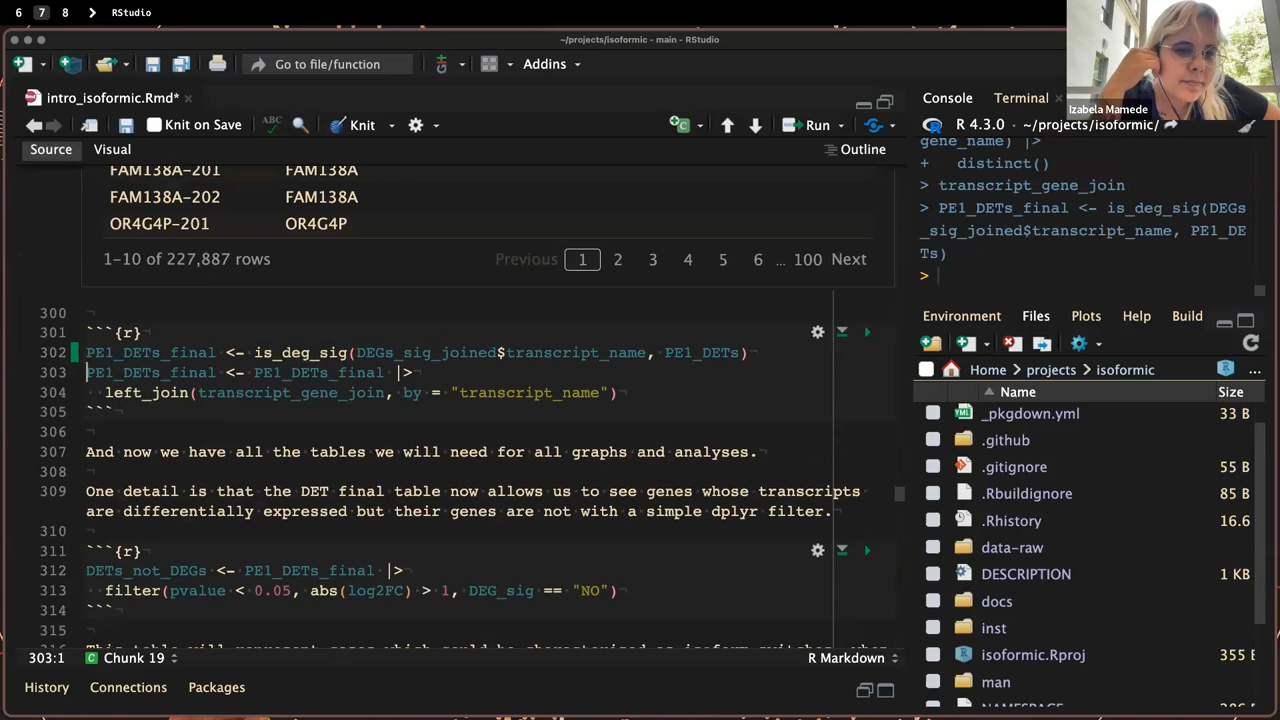 6 7 8 RStudio
~/projects/isoformic - main - RStudio
Go to file/function
Addins
Izabela Mamede
intro_isoformic.Rmd*
Knit on Save
ABC
Knit
Run
Source Visual
Outline
FAM138A-201 FAM138A
FAM138A-202 FAM138A
OR4G4P-201 OR4G4P
1-10 of 227,887 rows
Previous 1 2 3 4 5 6 ... 100 Next
300
301 ```{r}
302 PE1_DETs_final <- is_deg_sig(DEGs_sig_joined$transcript_name, PE1_DETs)
303 PE1_DETs_final <- PE1_DETs_final |>
304 left_join(transcript_gene_join, by = "transcript_name")
305 ```
306
307 And now we have all the tables we will need for all graphs and analyses.
308
309 One detail is that the DET final table now allows us to see genes whose transcripts
are differentially expressed but their genes are not with a simple dplyr filter.
310
311 ```{r}
312 DETs_not_DEGs <- PE1_DETs_final |>
313 filter(pvalue < 0.05, abs(log2FC) > 1, DEG_sig == "NO")
314 ```
315
303:1 Chunk 19
R Markdown
History Connections Packages
Console Terminal
R 4.3.0 · ~/projects/isoformic/
gene_name) |>
+ distinct()
> transcript_gene_join
> PE1_DETs_final <- is_deg_sig(DEGs
_sig_joined$transcript_name, PE1_DE
Ts)
>
Environment Files Plots Help Build
Home projects isoformic ...
Name
_pkgdown.yml 33 B
.github
.gitignore 55 B
.Rbuildignore 85 B
.Rhistory 16.6
data-raw
DESCRIPTION 1 KB
docs
inst
isoformic.Rproj 355 B
man